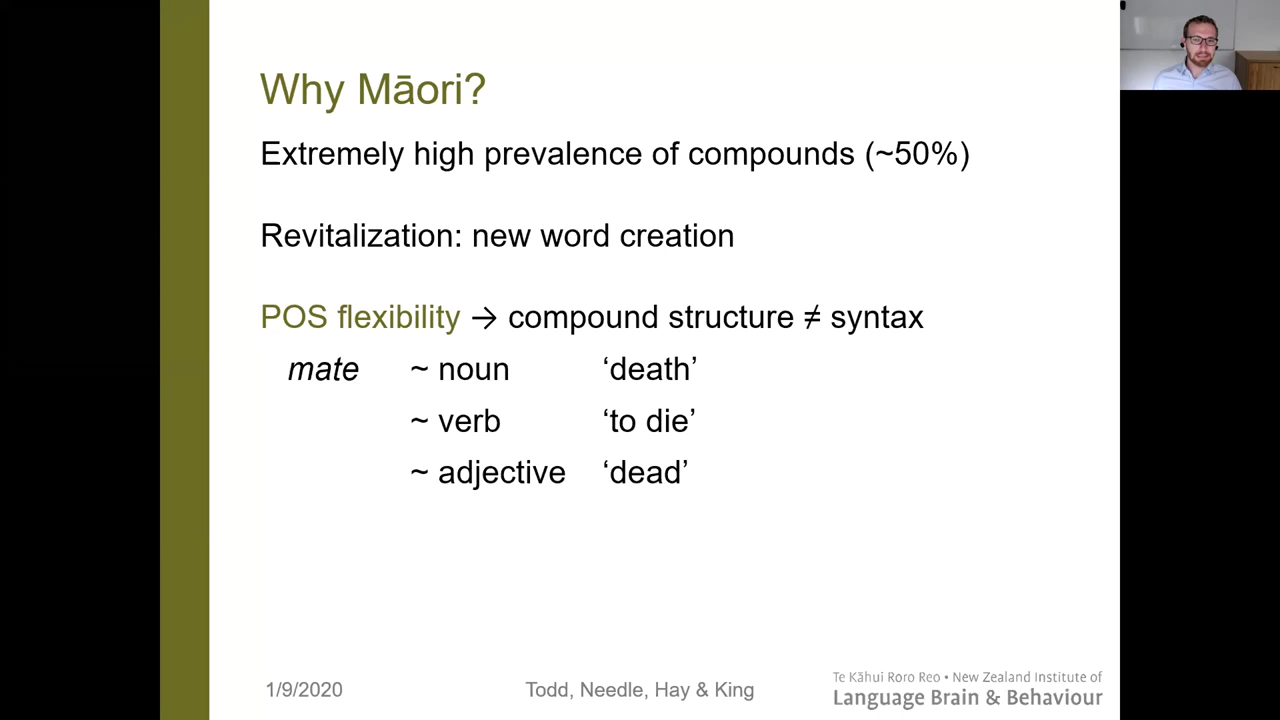 Why Māori?
Extremely high prevalence of compounds (~50%)
Revitalization: new word creation
POS flexibility → compound structure ≠ syntax
mate ~ noun ‘death’
~ verb ‘to die’
~ adjective ‘dead’
1/9/2020
Todd, Needle, Hay & King
Te Kāhui Roro Reo • New Zealand Institute of
Language Brain & Behaviour